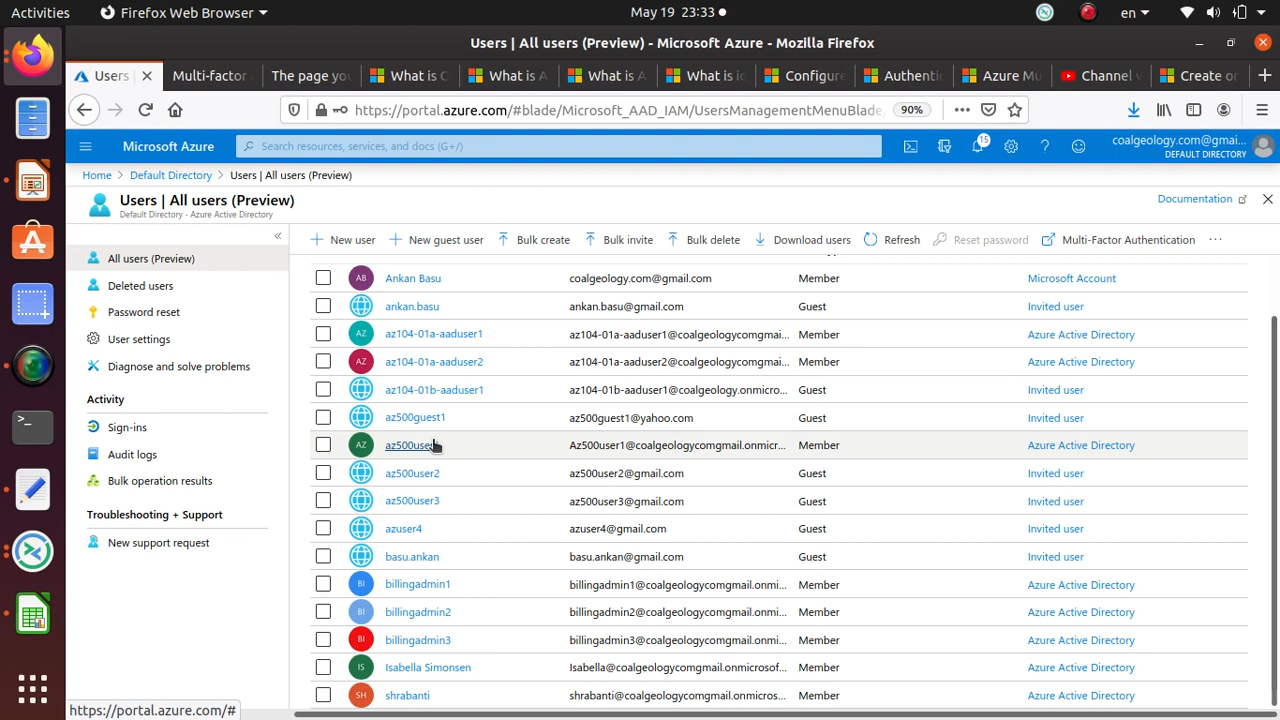 Activities Firefox Web Browser May 19 23:33 en
Users | All users (Preview) - Microsoft Azure - Mozilla Firefox
Users Multi-factor The page yo What is C What is A What is A What is i Configure Authenti Azure Mu Channel Create or
https://portal.azure.com/#blade/Microsoft_AAD_IAM/UsersManagementMenuBlade 90%
Microsoft Azure Search resources, services, and docs (G+/) 15 coalgeology.com@gmai...
DEFAULT DIRECTORY
Home > Default Directory > Users | All users (Preview)
Users | All users (Preview) Documentation
Default Directory - Azure Active Directory
New user New guest user Bulk create Bulk invite Bulk delete Download users Refresh Reset password Multi-Factor Authentication ...
All users (Preview)
Deleted users
Password reset
User settings
Diagnose and solve problems
Activity
Sign-ins
Audit logs
Bulk operation results
Troubleshooting + Support
New support request
AB Ankan Basu coalgeology.com@gmail.com Member Microsoft Account
ankan.basu ankan.basu@gmail.com Guest Invited user
AZ az104-01a-aaduser1 az104-01a-aaduser1@coalgeologycomgmai... Member Azure Active Directory
AZ az104-01a-aaduser2 az104-01a-aaduser2@coalgeologycomgmai... Member Azure Active Directory
az104-01b-aaduser1 az104-01b-aaduser1@coalgeology.onmicro... Guest Invited user
az500guest1 az500guest1@yahoo.com Guest Invited user
AZ Az500user1@coalgeologycomgmail.onmicr... Member Azure Active Directory
az500user2 az500user2@gmail.com Guest Invited user
az500user3 az500user3@gmail.com Guest Invited user
azuser4 azuser4@gmail.com Guest Invited user
basu.ankan basu.ankan@gmail.com Guest Invited user
BI billingadmin1 billingadmin1@coalgeologycomgmail.onmi... Member Azure Active Directory
BI billingadmin2 billingadmin2@coalgeologycomgmail.onmi... Member Azure Active Directory
BI billingadmin3 billingadmin3@coalgeologycomgmail.onmi... Member Azure Active Directory
IS Isabella Simonsen Isabella@coalgeologycomgmail.onmicrosof... Member Azure Active Directory
SH shrabanti shrabanti@coalgeologycomgmail.onmicros... Member Azure Active Directory
https://portal.azure.com/#